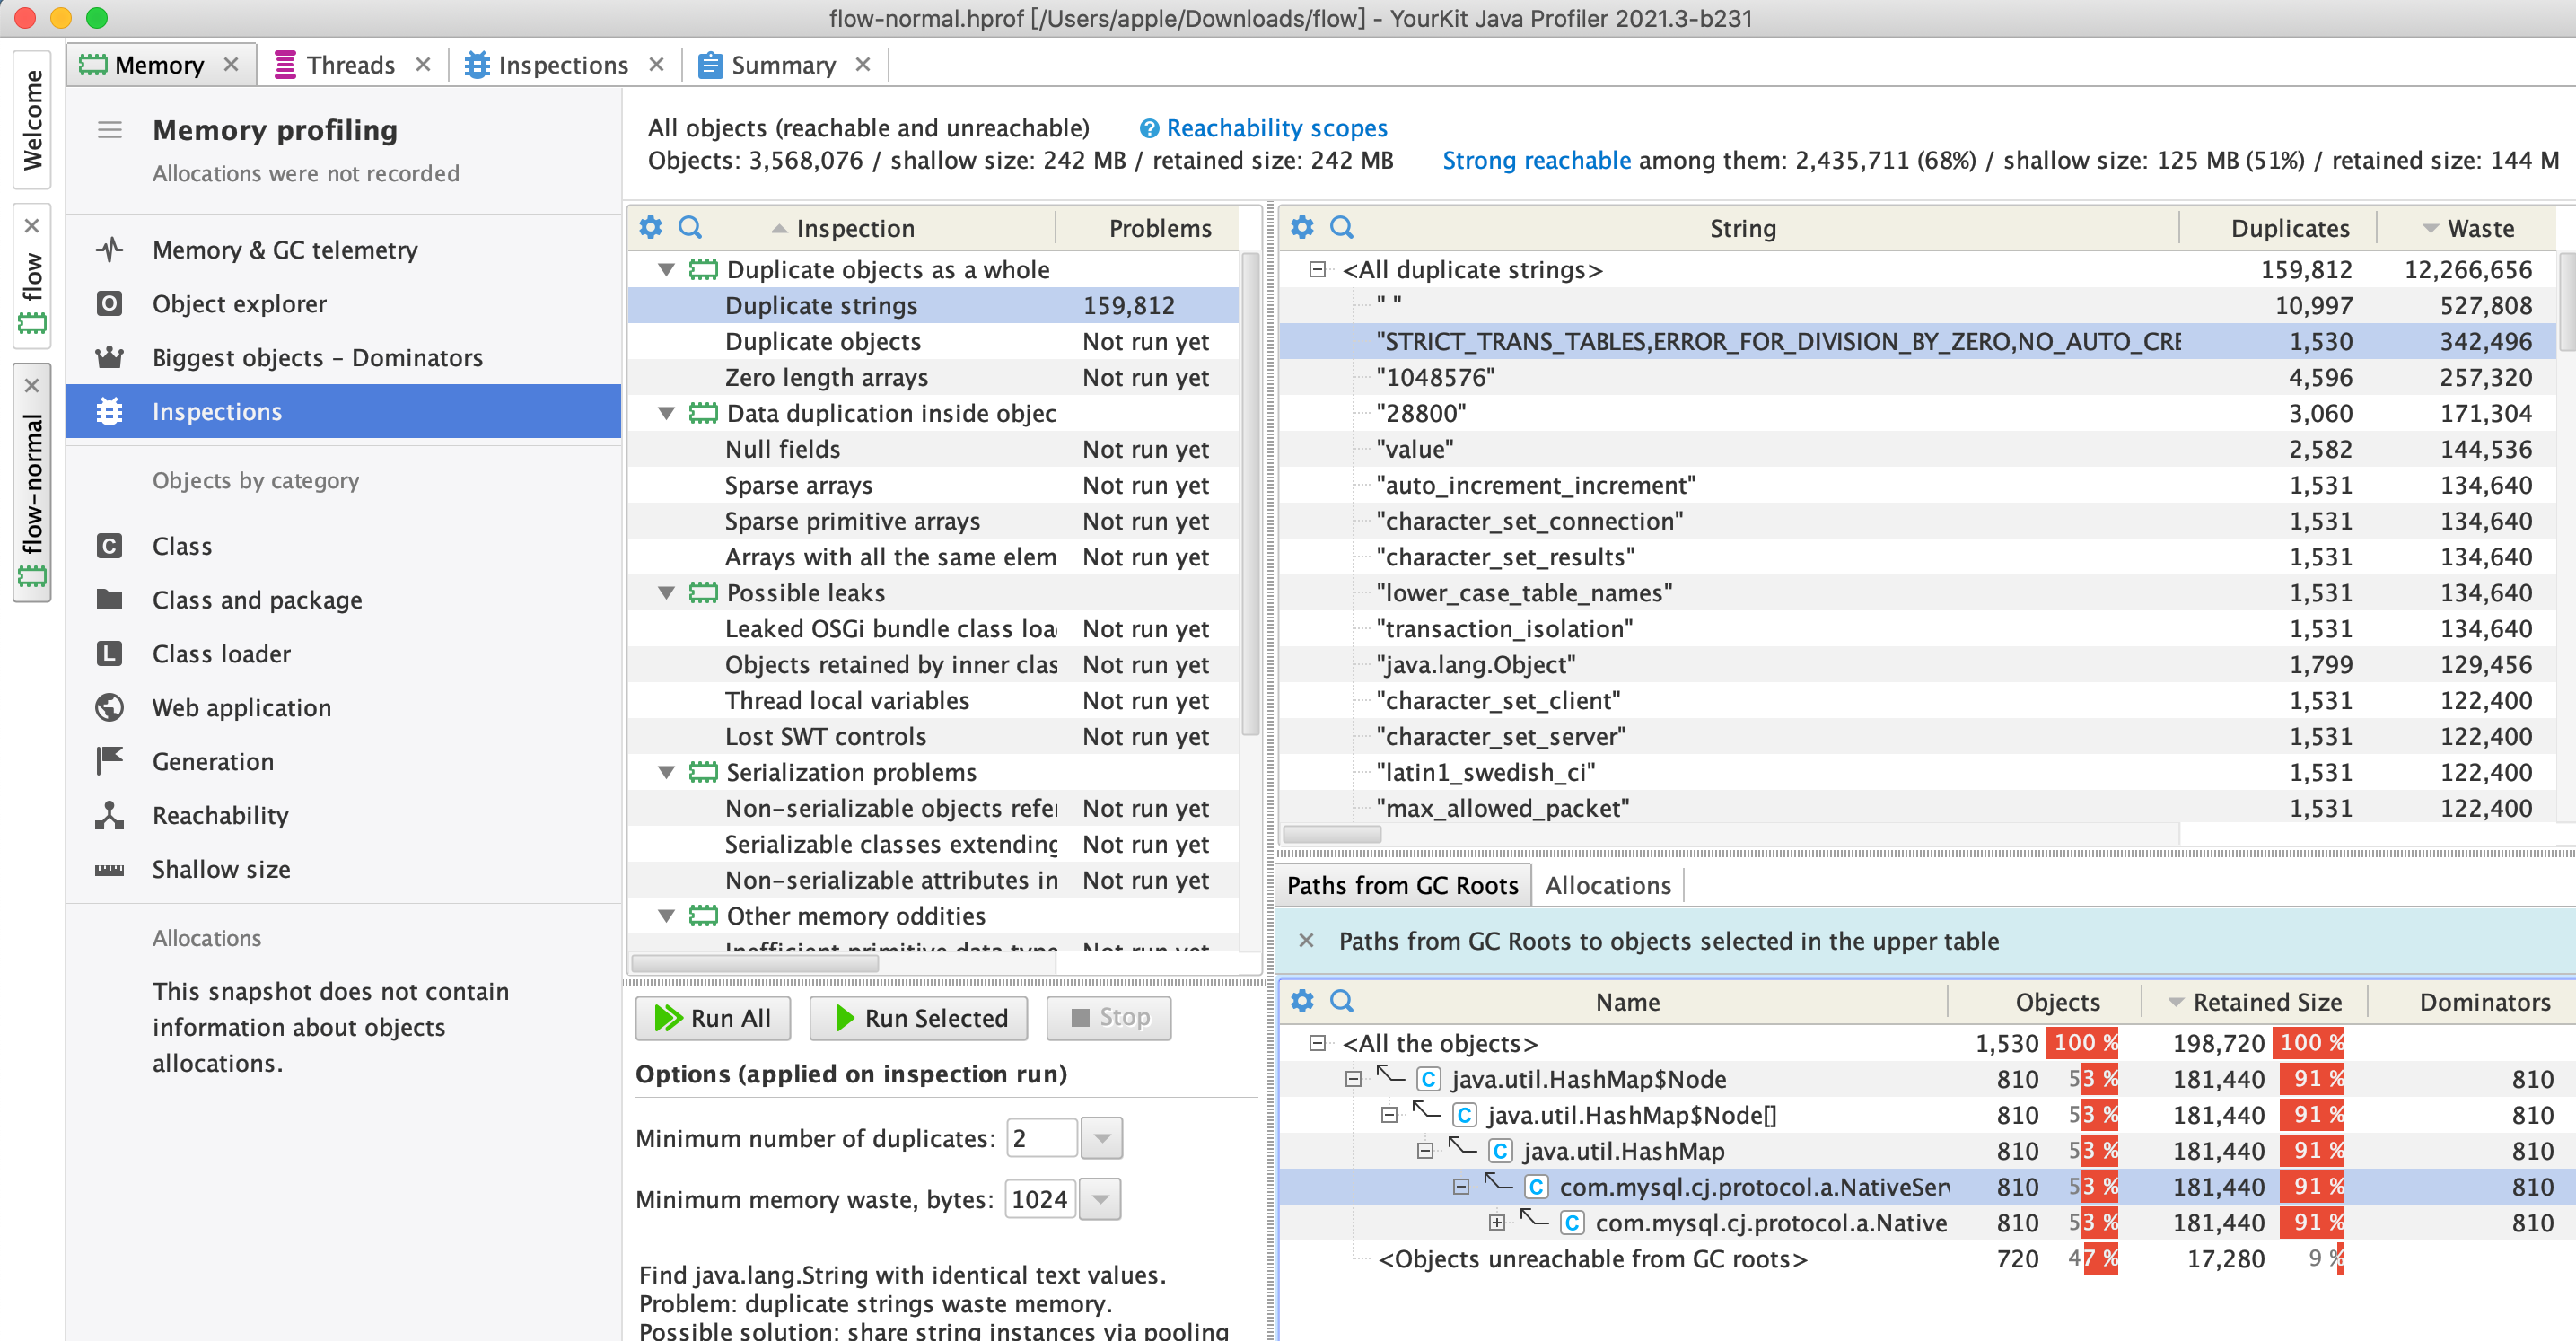 flow-normal.hprof [/Users/apple/Downloads/flow] - YourKit Java Profiler 2021.3-b231
Welcome
flow
flow-normal
Memory
Threads
Inspections
Summary
Memory profiling
Allocations were not recorded
Memory & GC telemetry
Object explorer
Biggest objects – Dominators
Inspections
Objects by category
Class
Class and package
Class loader
Web application
Generation
Reachability
Shallow size
Allocations
This snapshot does not contain
information about objects
allocations.
All objects (reachable and unreachable) Reachability scopes
Objects: 3,568,076 / shallow size: 242 MB / retained size: 242 MB Strong reachable among them: 2,435,711 (68%) / shallow size: 125 MB (51%) / retained size: 144 M
Inspection Problems
Duplicate objects as a whole
Duplicate strings 159,812
Duplicate objects Not run yet
Zero length arrays Not run yet
Data duplication inside objec
Null fields Not run yet
Sparse arrays Not run yet
Sparse primitive arrays Not run yet
Arrays with all the same elem Not run yet
Possible leaks
Leaked OSGi bundle class loa Not run yet
Objects retained by inner clas Not run yet
Thread local variables Not run yet
Lost SWT controls Not run yet
Serialization problems
Non-serializable objects refer Not run yet
Serializable classes extending Not run yet
Non-serializable attributes in Not run yet
Other memory oddities
Inefficient primitive data type Not run yet
Run All Run Selected Stop
Options (applied on inspection run)
Minimum number of duplicates: 2
Minimum memory waste, bytes: 1024
Find java.lang.String with identical text values.
Problem: duplicate strings waste memory.
Possible solution: share string instances via pooling
String Duplicates Waste
<All duplicate strings> 159,812 12,266,656
" " 10,997 527,808
"STRICT_TRANS_TABLES,ERROR_FOR_DIVISION_BY_ZERO,NO_AUTO_CRE 1,530 342,496
"1048576" 4,596 257,320
"28800" 3,060 171,304
"value" 2,582 144,536
"auto_increment_increment" 1,531 134,640
"character_set_connection" 1,531 134,640
"character_set_results" 1,531 134,640
"lower_case_table_names" 1,531 134,640
"transaction_isolation" 1,531 134,640
"java.lang.Object" 1,799 129,456
"character_set_client" 1,531 122,400
"character_set_server" 1,531 122,400
"latin1_swedish_ci" 1,531 122,400
"max_allowed_packet" 1,531 122,400
Paths from GC Roots Allocations
Paths from GC Roots to objects selected in the upper table
Name Objects Retained Size Dominators
<All the objects> 1,530 100 % 198,720 100 %
java.util.HashMap$Node 810 53 % 181,440 91 % 810
java.util.HashMap$Node[] 810 53 % 181,440 91 % 810
java.util.HashMap 810 53 % 181,440 91 % 810
com.mysql.cj.protocol.a.NativeSer 810 53 % 181,440 91 % 810
com.mysql.cj.protocol.a.Native 810 53 % 181,440 91 % 810
<Objects unreachable from GC roots> 720 47 % 17,280 9 %